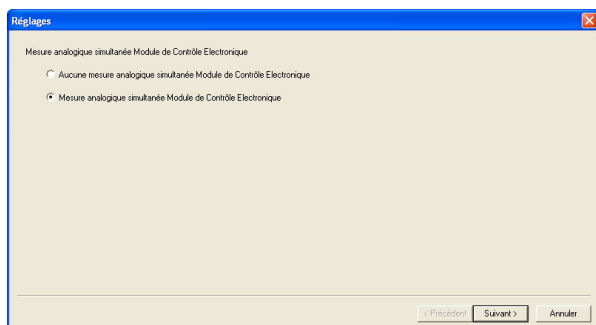 Réglages
Mesure analogique simultanée Module de Contrôle Electronique
Aucune mesure analogique simultanée Module de Contrôle Electronique
Mesure analogique simultanée Module de Contrôle Electronique
< Précédent Suivant > Annuler